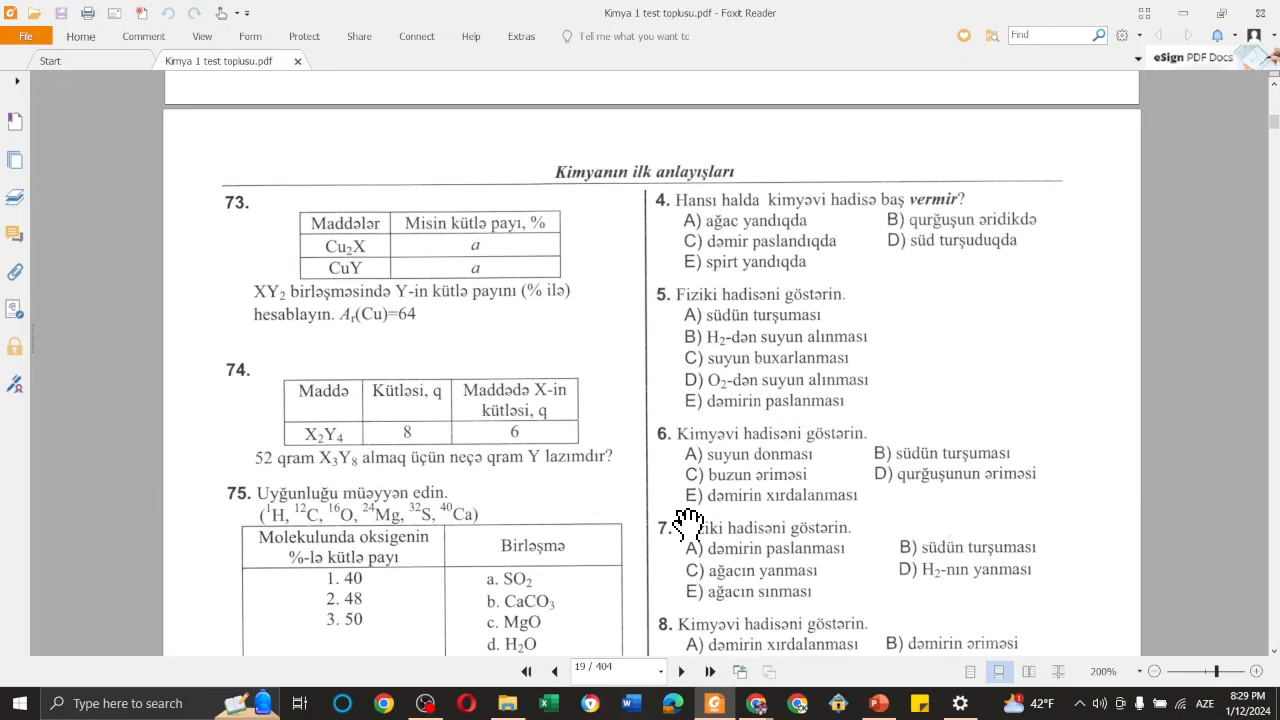 Kimya 1 test toplusu.pdf - Foxit Reader
File Home Comment View Form Protect Share Connect Help Extras Tell me what you want to Find
Start Kimya 1 test toplusu.pdf eSign PDF Docs
Kimyanın ilk anlayışları
73.
Maddələr Misin kütlə payı, %
Cu₂X a
CuY a
XY₂ birləşməsində Y-in kütlə payını (% ilə)
hesablayın. Aᵣ(Cu)=64
74.
Maddə Kütləsi, q Maddədə X-in
kütləsi, q
X₂Y₄ 8 6
52 qram X₃Y₈ almaq üçün neçə qram Y lazımdır?
75. Uyğunluğu müəyyən edin.
(¹H, ¹²C, ¹⁶O, ²⁴Mg, ³²S, ⁴⁰Ca)
Molekulunda oksigenin
%-lə kütlə payı
Birləşmə
1. 40 a. SO₂
2. 48 b. CaCO₃
3. 50 c. MgO
d. H₂O
4. Hansı halda kimyəvi hadisə baş vermir?
A) ağac yandıqda B) qurğuşun əridikdə
C) dəmir paslandıqda D) süd turşuduqda
E) spirt yandıqda
5. Fiziki hadisəni göstərin.
A) südün turşuması
B) H₂-dən suyun alınması
C) suyun buxarlanması
D) O₂-dən suyun alınması
E) dəmirin paslanması
6. Kimyəvi hadisəni göstərin.
A) suyun donması B) südün turşuması
C) buzun əriməsi D) qurğuşunun əriməsi
E) dəmirin xırdalanması
7. ziki hadisəni göstərin.
A) dəmirin paslanması B) südün turşuması
C) ağacın yanması D) H₂-nın yanması
E) ağacın sınması
8. Kimyəvi hadisəni göstərin.
A) dəmirin xırdalanması B) dəmirin əriməsi
19 / 404 200%
Type here to search 42°F AZE 8:29 PM
1/12/2024